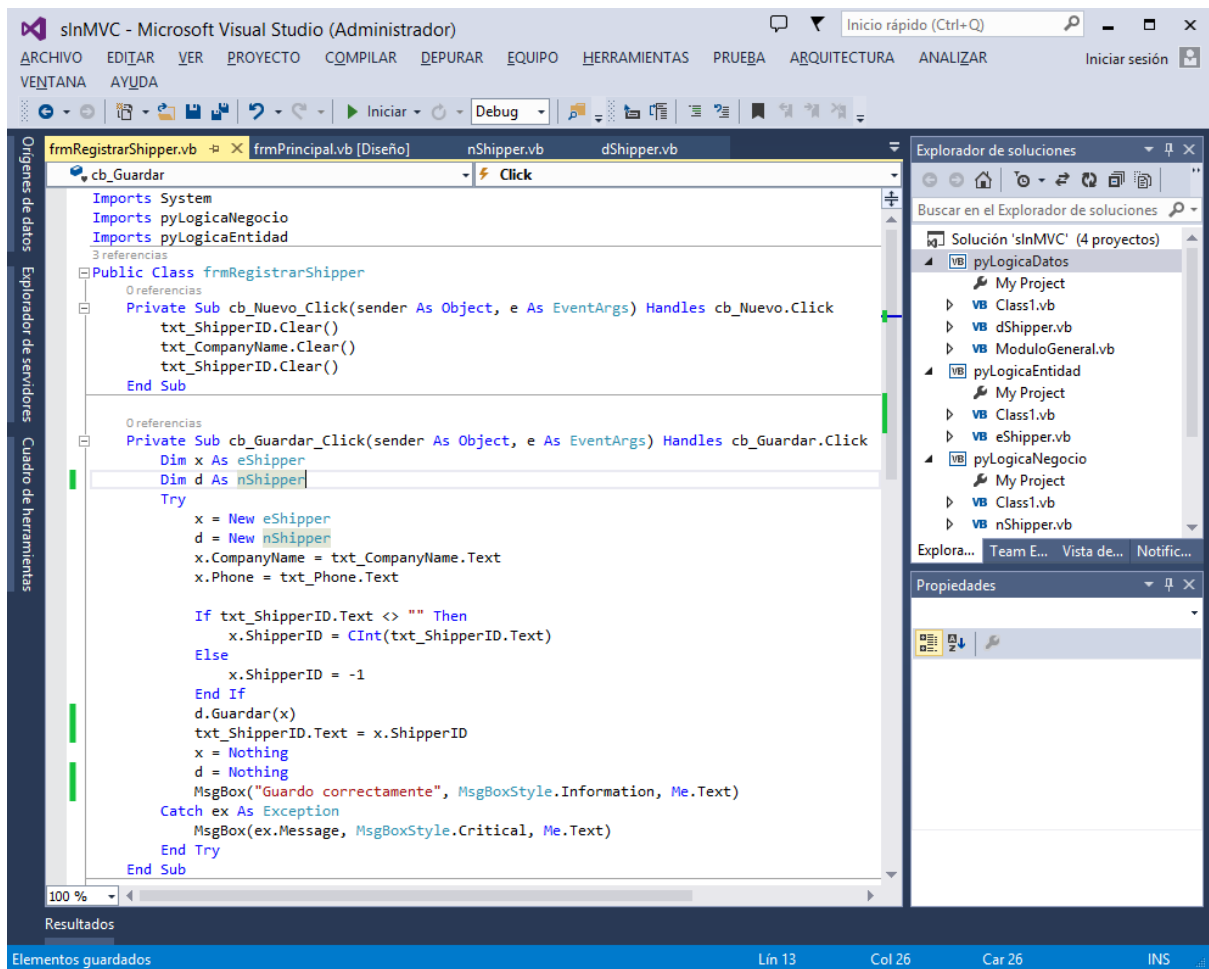 slnMVC - Microsoft Visual Studio (Administrador)
Inicio rápido (Ctrl+Q)
ARCHIVO EDITAR VER PROYECTO COMPILAR DEPURAR EQUIPO HERRAMIENTAS PRUEBA ARQUITECTURA ANALIZAR Iniciar sesión
VENTANA AYUDA
Iniciar Debug
Orígenes de datos
Explorador de servidores
Cuadro de herramientas
frmRegistrarShipper.vb frmPrincipal.vb [Diseño] nShipper.vb dShipper.vb
cb_Guardar Click
Imports System
Imports pyLogicaNegocio
Imports pyLogicaEntidad
3 referencias
Public Class frmRegistrarShipper
0 referencias
Private Sub cb_Nuevo_Click(sender As Object, e As EventArgs) Handles cb_Nuevo.Click
txt_ShipperID.Clear()
txt_CompanyName.Clear()
txt_ShipperID.Clear()
End Sub
0 referencias
Private Sub cb_Guardar_Click(sender As Object, e As EventArgs) Handles cb_Guardar.Click
Dim x As eShipper
Dim d As nShipper
Try
x = New eShipper
d = New nShipper
x.CompanyName = txt_CompanyName.Text
x.Phone = txt_Phone.Text
If txt_ShipperID.Text <> "" Then
x.ShipperID = CInt(txt_ShipperID.Text)
Else
x.ShipperID = -1
End If
d.Guardar(x)
txt_ShipperID.Text = x.ShipperID
x = Nothing
d = Nothing
MsgBox("Guardo correctamente", MsgBoxStyle.Information, Me.Text)
Catch ex As Exception
MsgBox(ex.Message, MsgBoxStyle.Critical, Me.Text)
End Try
End Sub
100 %
Explorador de soluciones
Buscar en el Explorador de soluciones
Solución 'slnMVC' (4 proyectos)
VB pyLogicaDatos
My Project
VB Class1.vb
VB dShipper.vb
VB ModuloGeneral.vb
VB pyLogicaEntidad
My Project
VB Class1.vb
VB eShipper.vb
VB pyLogicaNegocio
My Project
VB Class1.vb
VB nShipper.vb
Explora... Team E... Vista de... Notific...
Propiedades
Resultados
Elementos guardados Lín 13 Col 26 Car 26 INS